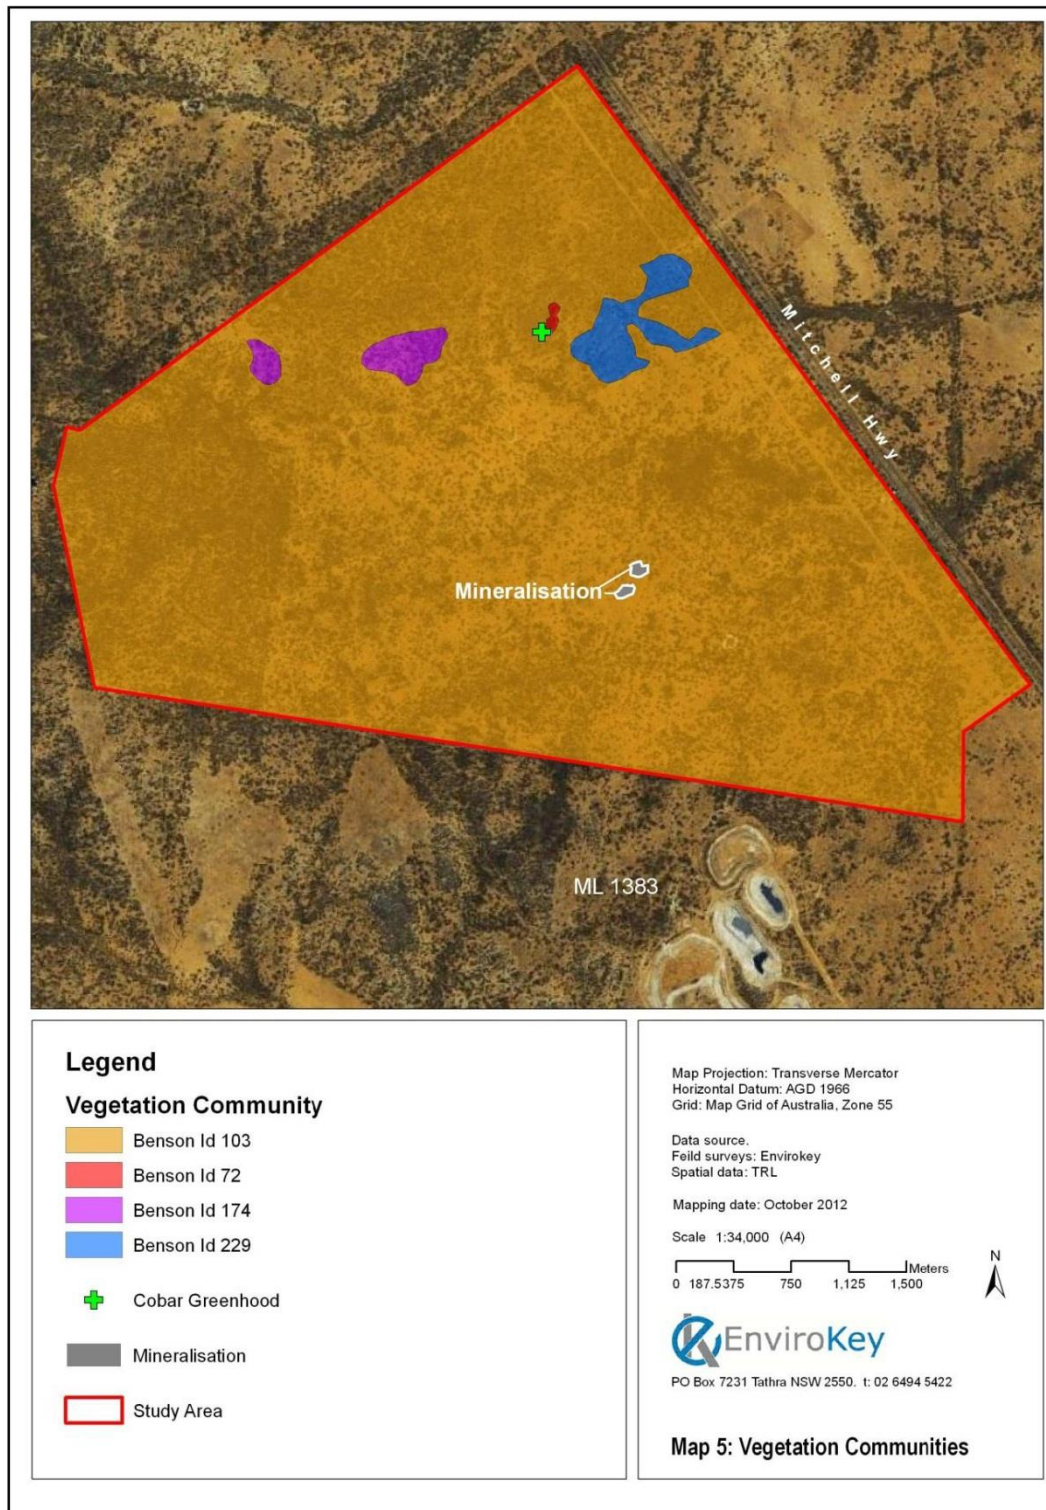 Mitchell Hwy
Mineralisation
ML 1383
Legend
Vegetation Community
Benson Id 103
Benson Id 72
Benson Id 174
Benson Id 229
Cobar Greenhood
Mineralisation
Study Area
Map Projection: Transverse Mercator
Horizontal Datum: AGD 1966
Grid: Map Grid of Australia, Zone 55
Data source.
Feild surveys: Envirokey
Spatial data: TRL
Mapping date: October 2012
Scale 1:34,000 (A4)
Meters
0 187.5375 750 1,125 1,500
N
EnviroKey
PO Box 7231 Tathra NSW 2550. t: 02 6494 5422
Map 5: Vegetation Communities